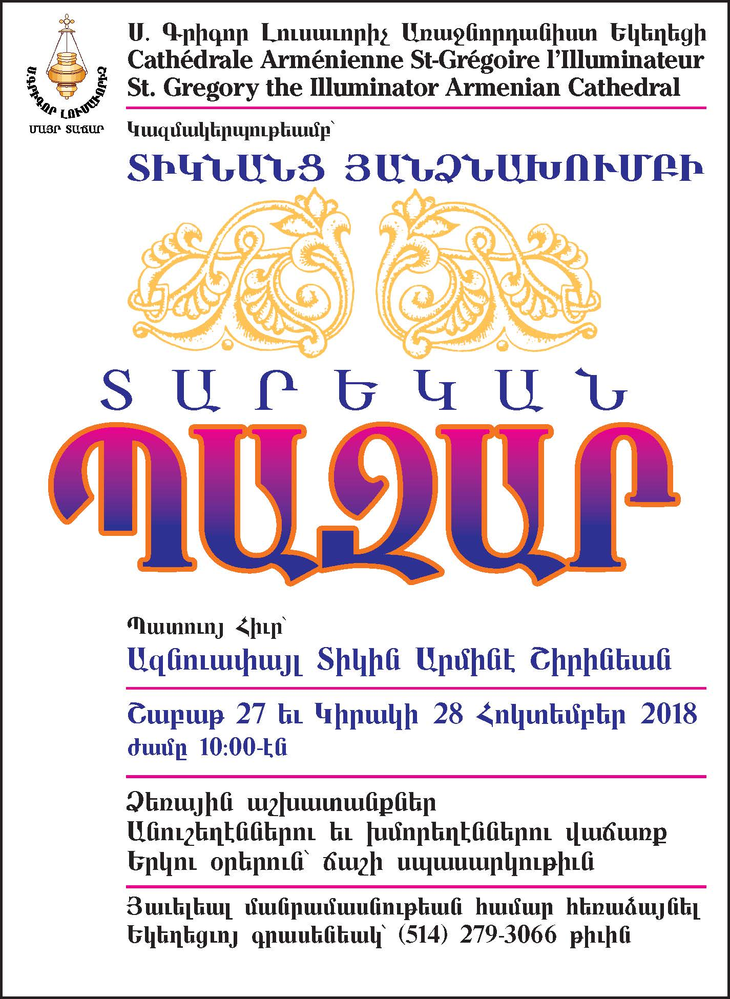 Ս. Գրիգոր Լուսաւորիչ Առաջնորդանիստ Եկեղեցի
Cathédrale Arménienne St-Grégoire l'Illuminateur
St. Gregory the Illuminator Armenian Cathedral
Ս. ԳՐԻԳՈՐ ԼՈՒՍԱՒՈՐԻՉ
ՄԱՅՐ ՏԱՃԱՐ
Կազմակերպութեամբ՝
ՏԻԿՆԱՆՑ ՅԱՆՁՆԱԽՈՒՄԲԻ
ՏԱՐԵԿԱՆ
ՊԱԶԱՐ
Պատուոյ Հիւր՝
Ազնուափայլ Տիկին Արմինէ Շիրինեան
Շաբաթ 27 եւ Կիրակի 28 Հոկտեմբեր 2018
ժամը 10:00-էն
Ձեռային աշխատանքներ
Անուշեղէններու եւ խմորեղէններու վաճառք
Երկու օրերուն՝ ճաշի սպասարկութիւն
Յաւելեալ մանրամասնութեան համար հեռաձայնել
Եկեղեցւոյ գրասենեակ՝ (514) 279-3066 թիւին